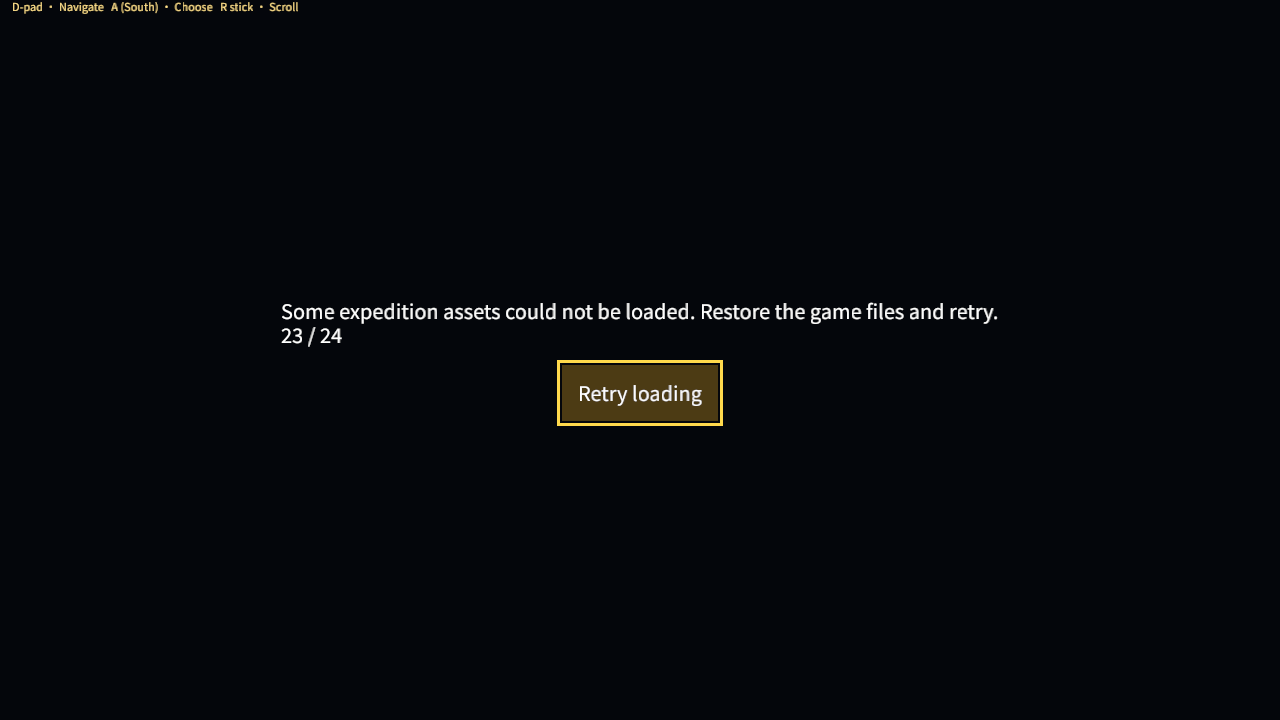 D-pad • Navigate A (South) • Choose R stick • Scroll
Some expedition assets could not be loaded. Restore the game files and retry.
23 / 24
Retry loading